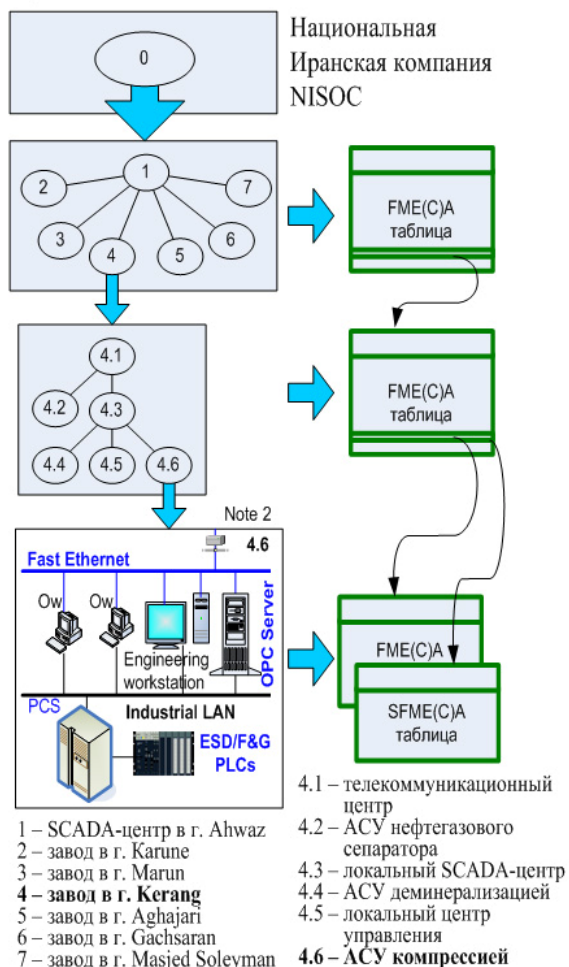 0
Национальная
Иранская компания
NISOC
1
2
7
3
4
5
6
FME(C)A
таблица
4.1
4.2
4.3
4.4
4.5
4.6
FME(C)A
таблица
Note 2
4.6
Fast Ethernet
Ow
Ow
OPC Server
Engineering
workstation
PCS
Industrial LAN
ESD/F&G
PLCs
FME(C)A
SFME(C)A
таблица
1 – SCADA-центр в г. Ahwaz
2 – завод в г. Karune
3 – завод в г. Marun
4 – завод в г. Kerang
5 – завод в г. Aghajari
6 – завод в г. Gachsaran
7 – завод в г. Masjed Soleyman
4.1 – телекоммуникационный
центр
4.2 – АСУ нефтегазового
сепаратора
4.3 – локальный SCADA-центр
4.4 – АСУ деминерализацией
4.5 – локальный центр
управления
4.6 – АСУ компрессией